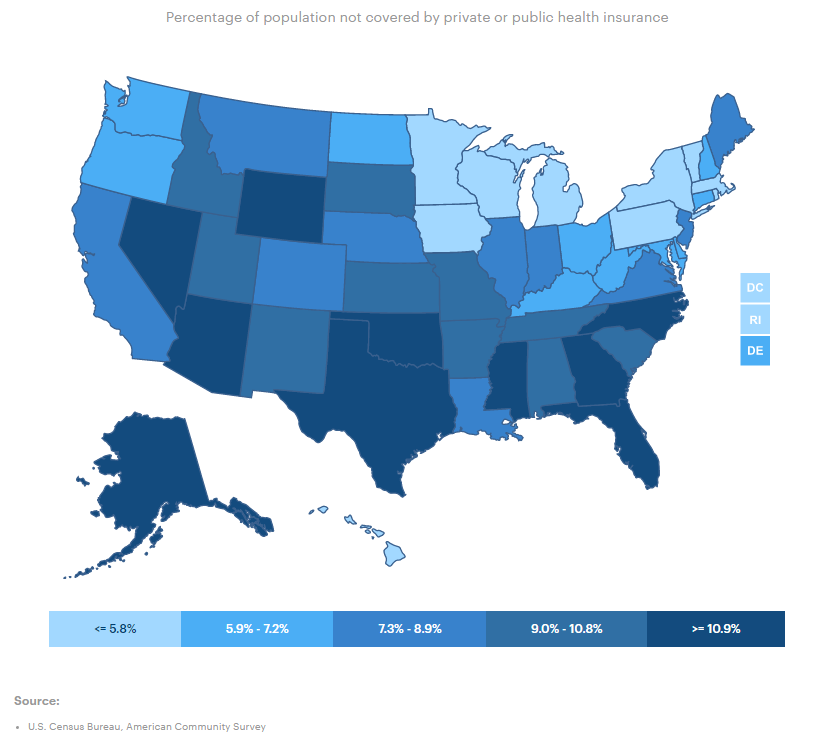 Percentage of population not covered by private or public health insurance
DC
RI
DE
<= 5.8%
5.9% - 7.2%
7.3% - 8.9%
9.0% - 10.8%
>= 10.9%
Source:
• U.S. Census Bureau, American Community Survey